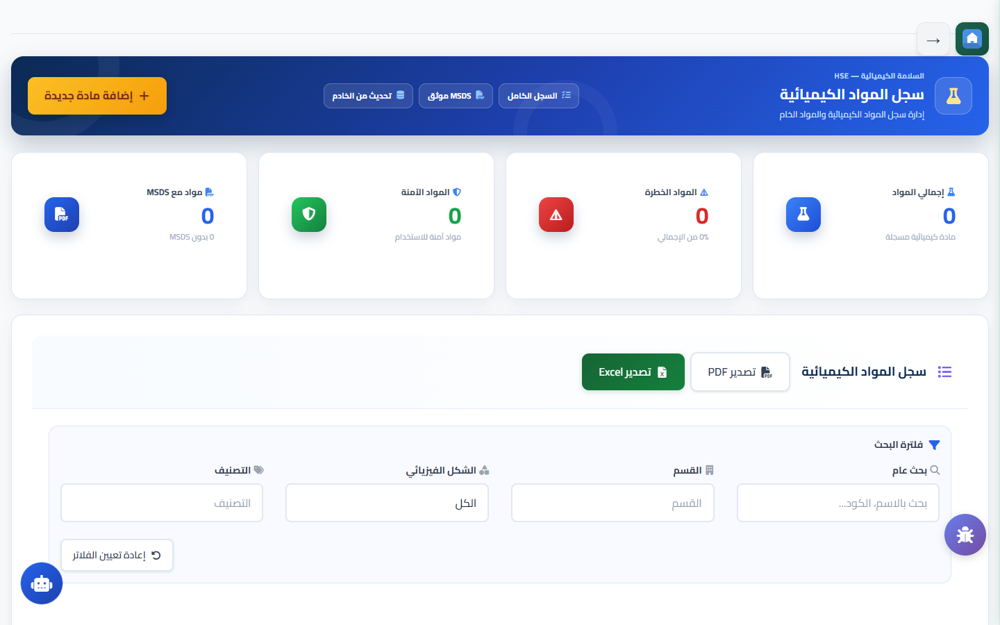 السلامة الكيميائية — HSE
سجل المواد الكيميائية
إدارة سجل المواد الكيميائية والمواد الخام
السجل الكامل
MSDS موثق
تحديث من الخادم
إضافة مادة جديدة
إجمالي المواد
0
مادة كيميائية مسجلة
المواد الخطرة
0
0% من الإجمالي
المواد الآمنة
0
مواد آمنة للاستخدام
مواد مع MSDS
0
0 بدون MSDS
سجل المواد الكيميائية
تصدير PDF
تصدير Excel
فلترة البحث
بحث عام
بحث بالاسم، الكود...
القسم
القسم
الشكل الفيزيائي
الكل
التصنيف
التصنيف
إعادة تعيين الفلاتر